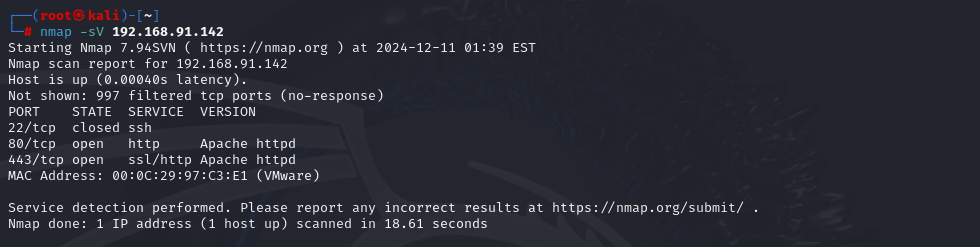 ┌──(root㉿kali)-[~]
└─# nmap -sV 192.168.91.142
Starting Nmap 7.94SVN ( https://nmap.org ) at 2024-12-11 01:39 EST
Nmap scan report for 192.168.91.142
Host is up (0.00040s latency).
Not shown: 997 filtered tcp ports (no-response)
PORT    STATE  SERVICE  VERSION
22/tcp  closed ssh
80/tcp  open   http     Apache httpd
443/tcp open   ssl/http Apache httpd
MAC Address: 00:0C:29:97:C3:E1 (VMware)

Service detection performed. Please report any incorrect results at https://nmap.org/submit/ .
Nmap done: 1 IP address (1 host up) scanned in 18.61 seconds